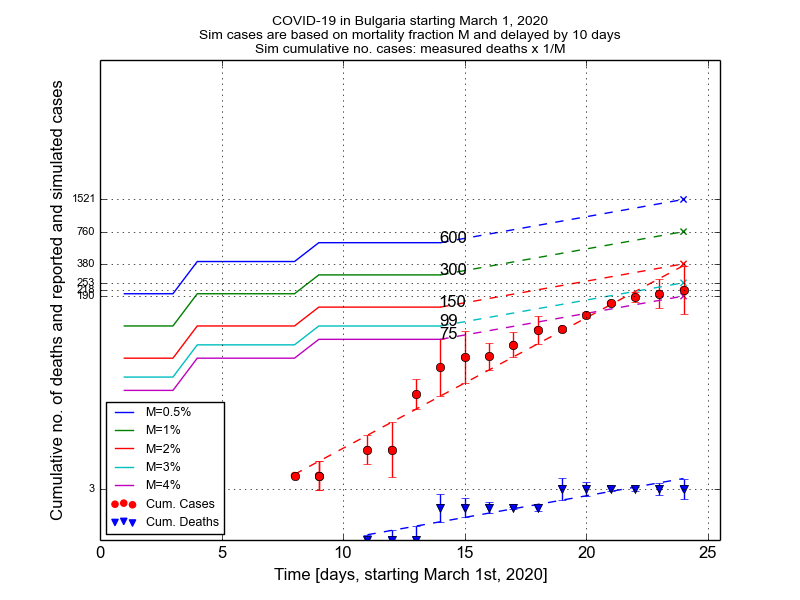 COVID-19 in Bulgaria starting March 1, 2020
Sim cases are based on mortality fraction M and delayed by 10 days
Sim cumulative no. cases: measured deaths x 1/M
Cumulative no. of deaths and reported and simulated cases
1521
760
380
253
218
190
3
600
300
150
99
75
M=0.5%
M=1%
M=2%
M=3%
M=4%
Cum. Cases
Cum. Deaths
0 5 10 15 20 25
Time [days, starting March 1st, 2020]